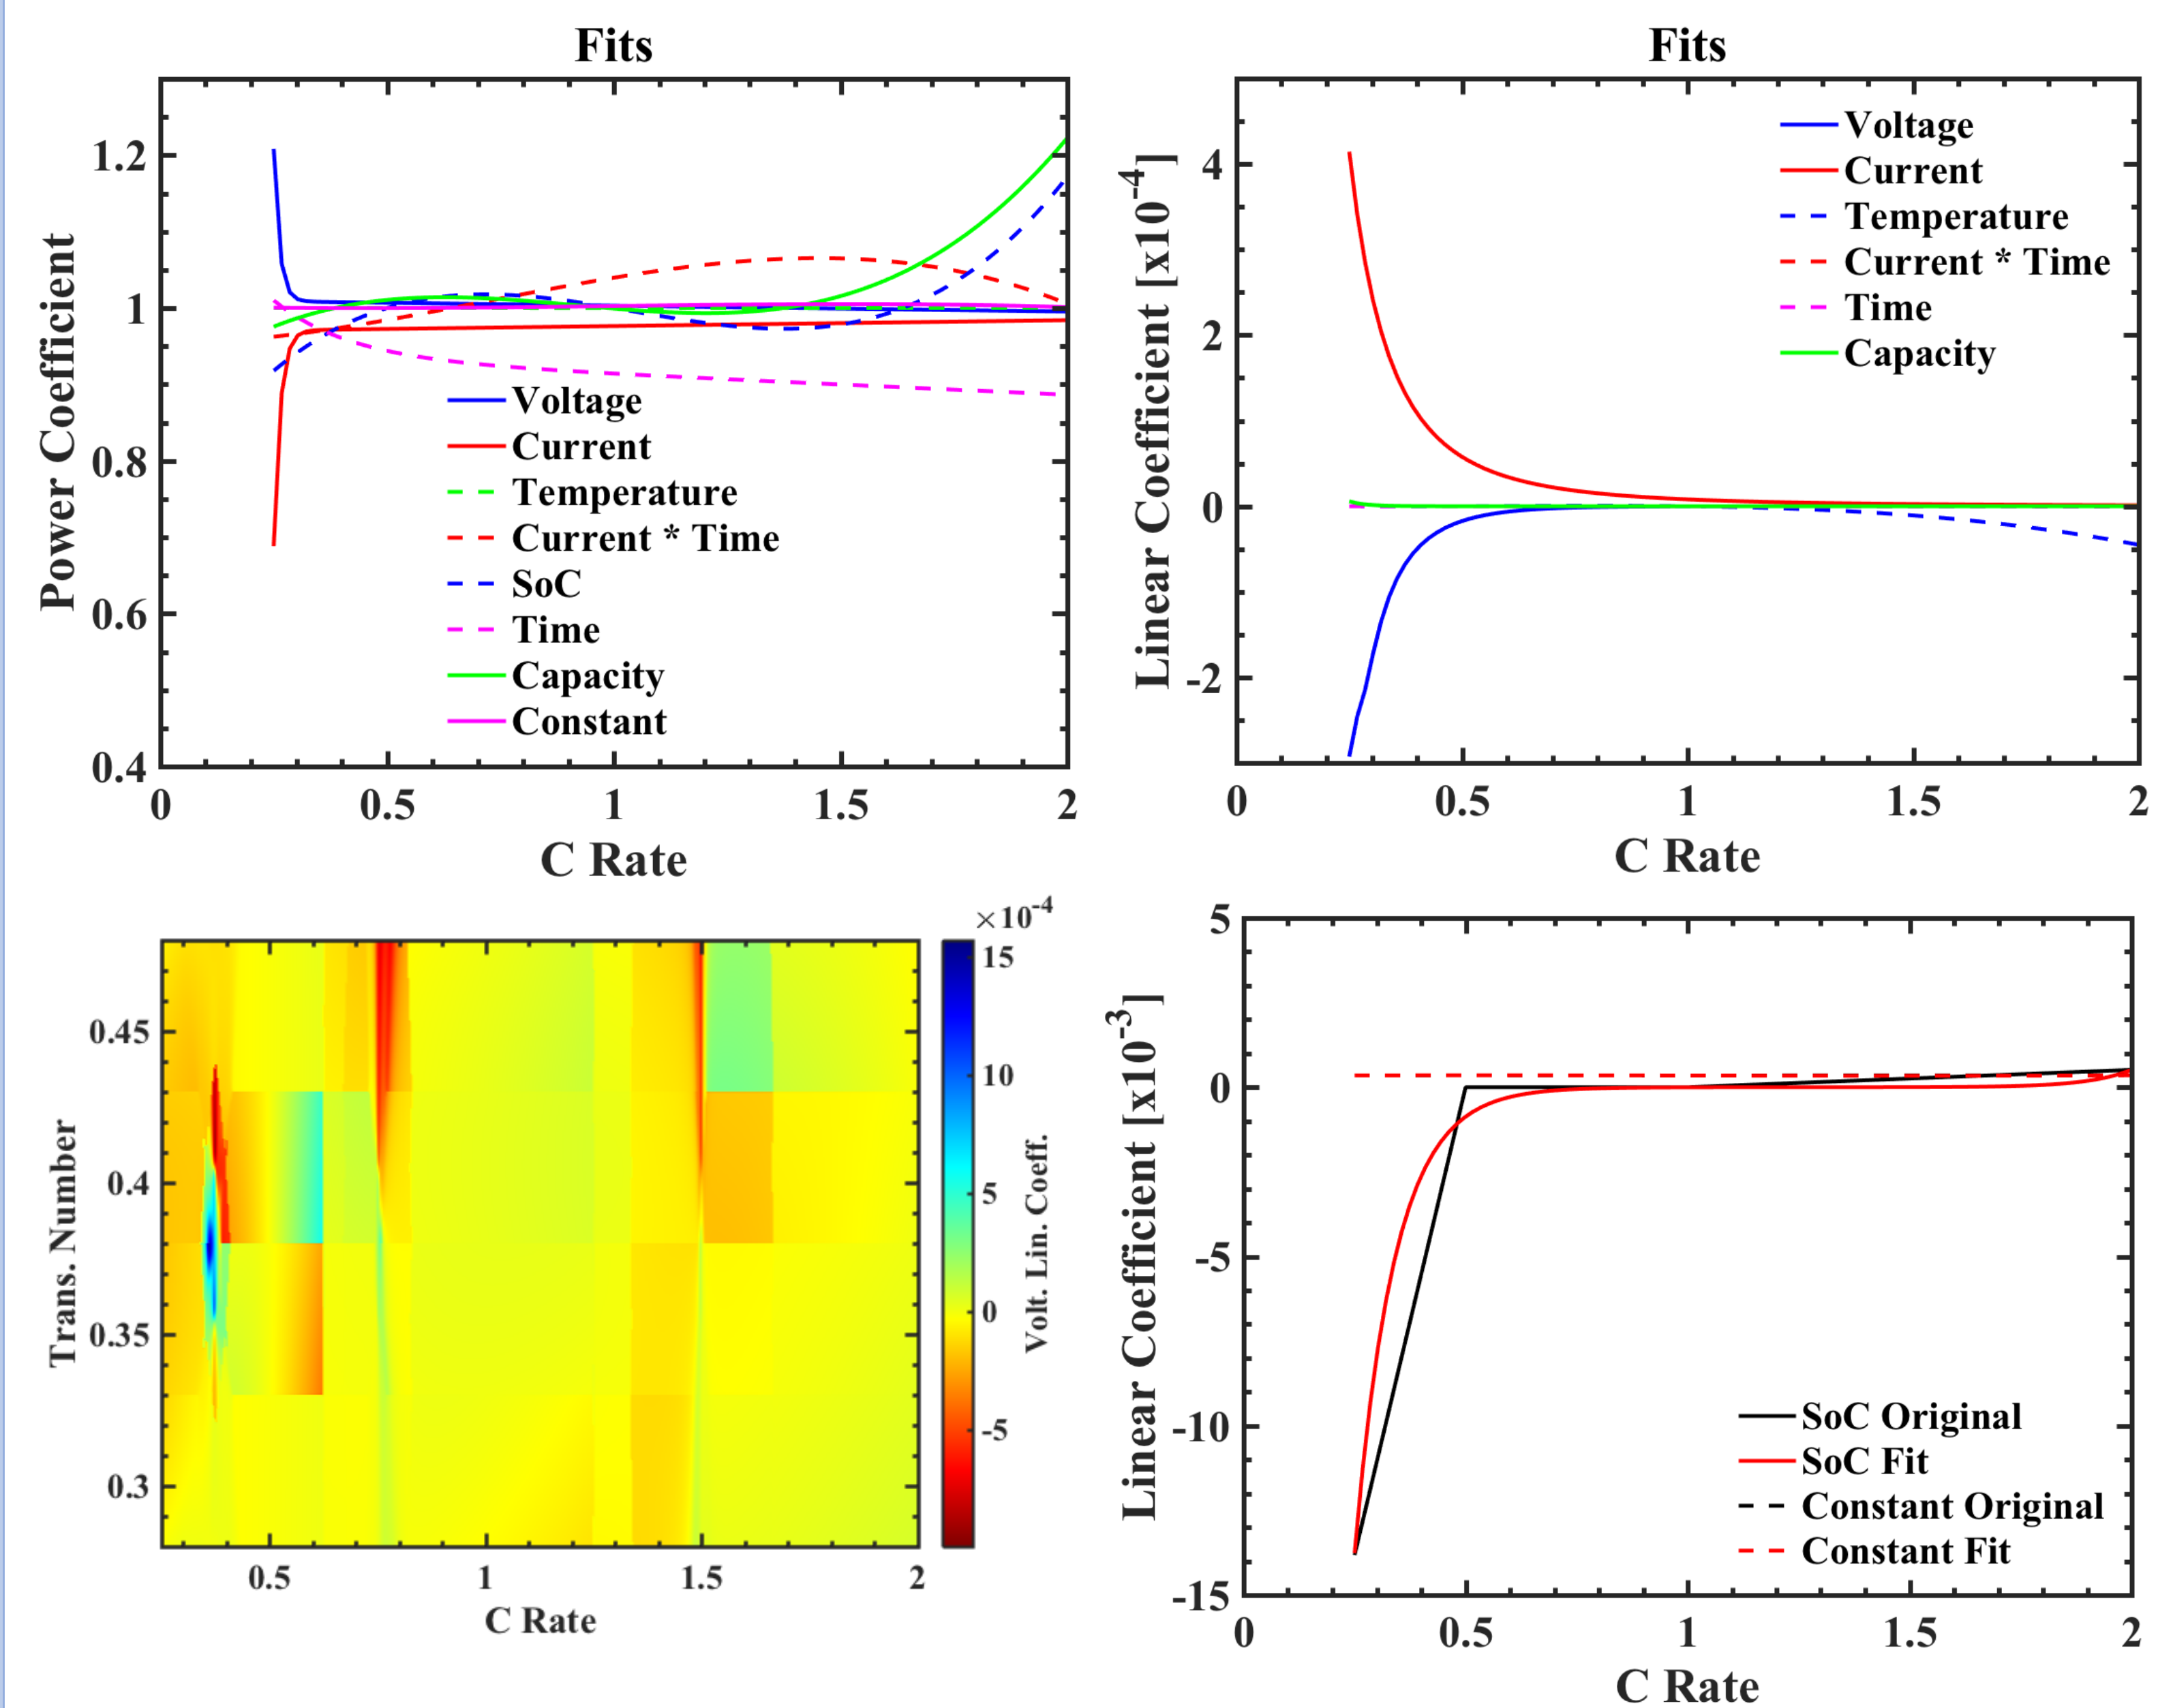 Fits
Power Coefficient
1.2
1
0.8
0.6
0.4
Voltage
Current
Temperature
Current * Time
SoC
Time
Capacity
Constant
0 0.5 1 1.5 2
C Rate
Fits
Linear Coefficient [x10-4]
4
2
0
-2
Voltage
Current
Temperature
Current * Time
Time
Capacity
0 0.5 1 1.5 2
C Rate
×10-4
Trans. Number
0.45
0.4
0.35
0.3
0.5 1 1.5 2
C Rate
15
10
5
0
-5
Volt. Lin. Coeff.
Linear Coefficient [x10-3]
5
0
-5
-10
-15
SoC Original
SoC Fit
Constant Original
Constant Fit
0 0.5 1 1.5 2
C Rate